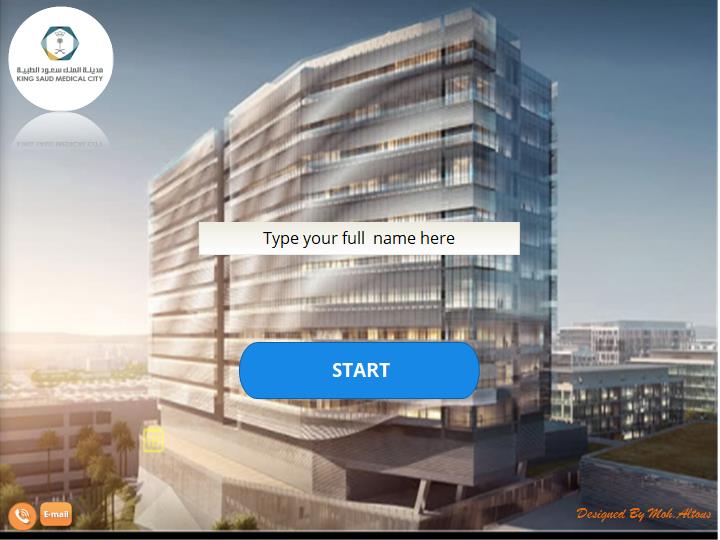 مدينة الملك سعود الطبية
KING SAUD MEDICAL CITY
Type your full  name here
START
E-mail
Designed By Moh.Altous